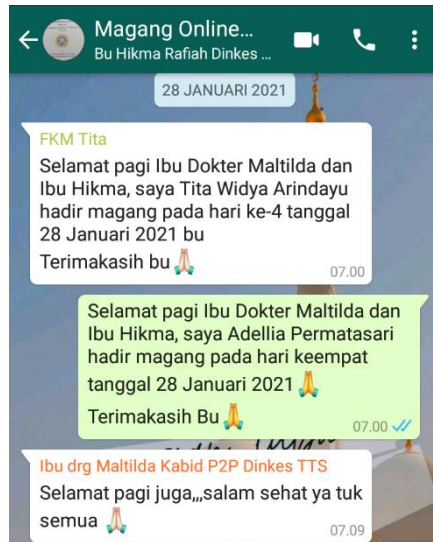 Magang Online...
Bu Hikma Rafiah Dinkes ...
28 JANUARI 2021
FKM Tita
Selamat pagi Ibu Dokter Maltilda dan
Ibu Hikma, saya Tita Widya Arindayu
hadir magang pada hari ke-4 tanggal
28 Januari 2021 bu
Terimakasih bu🙏🏻
07.00
Selamat pagi Ibu Dokter Maltilda dan
Ibu Hikma, saya Adellia Permatasari
hadir magang pada hari keempat
tanggal 28 Januari 2021🙏
Terimakasih Bu🙏
07.00
Ibu drg Maltilda Kabid P2P Dinkes TTS
Selamat pagi juga,,,salam sehat ya tuk
semua 🙏🏻
07.09